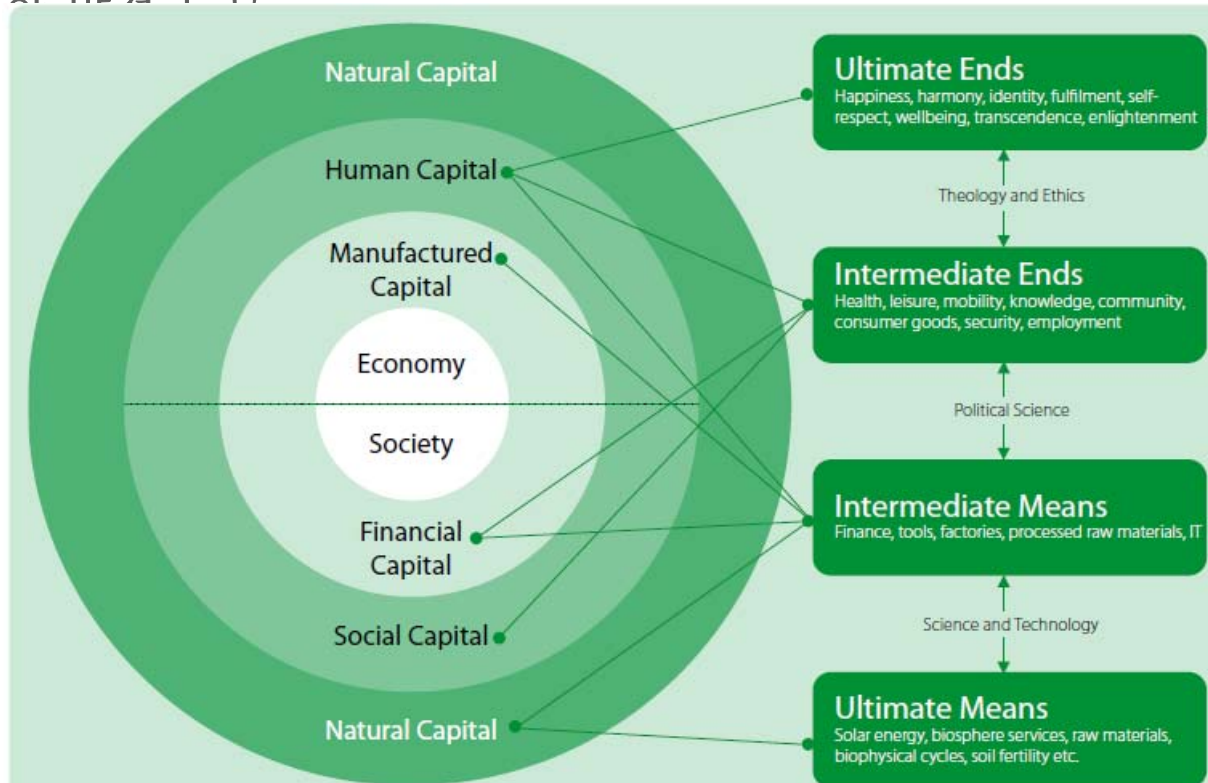 Natural Capital
Human Capital
Manufactured
Capital
Economy
Society
Financial
Capital
Social Capital
Natural Capital
Ultimate Ends
Happiness, harmony, identity, fulfilment, self-
respect, wellbeing, transcendence, enlightenment
Theology and Ethics
Intermediate Ends
Health, leisure, mobility, knowledge, community,
consumer goods, security, employment
Political Science
Intermediate Means
Finance, tools, factories, processed raw materials, IT
Science and Technology
Ultimate Means
Solar energy, biosphere services, raw materials,
biophysical cycles, soil fertility etc.